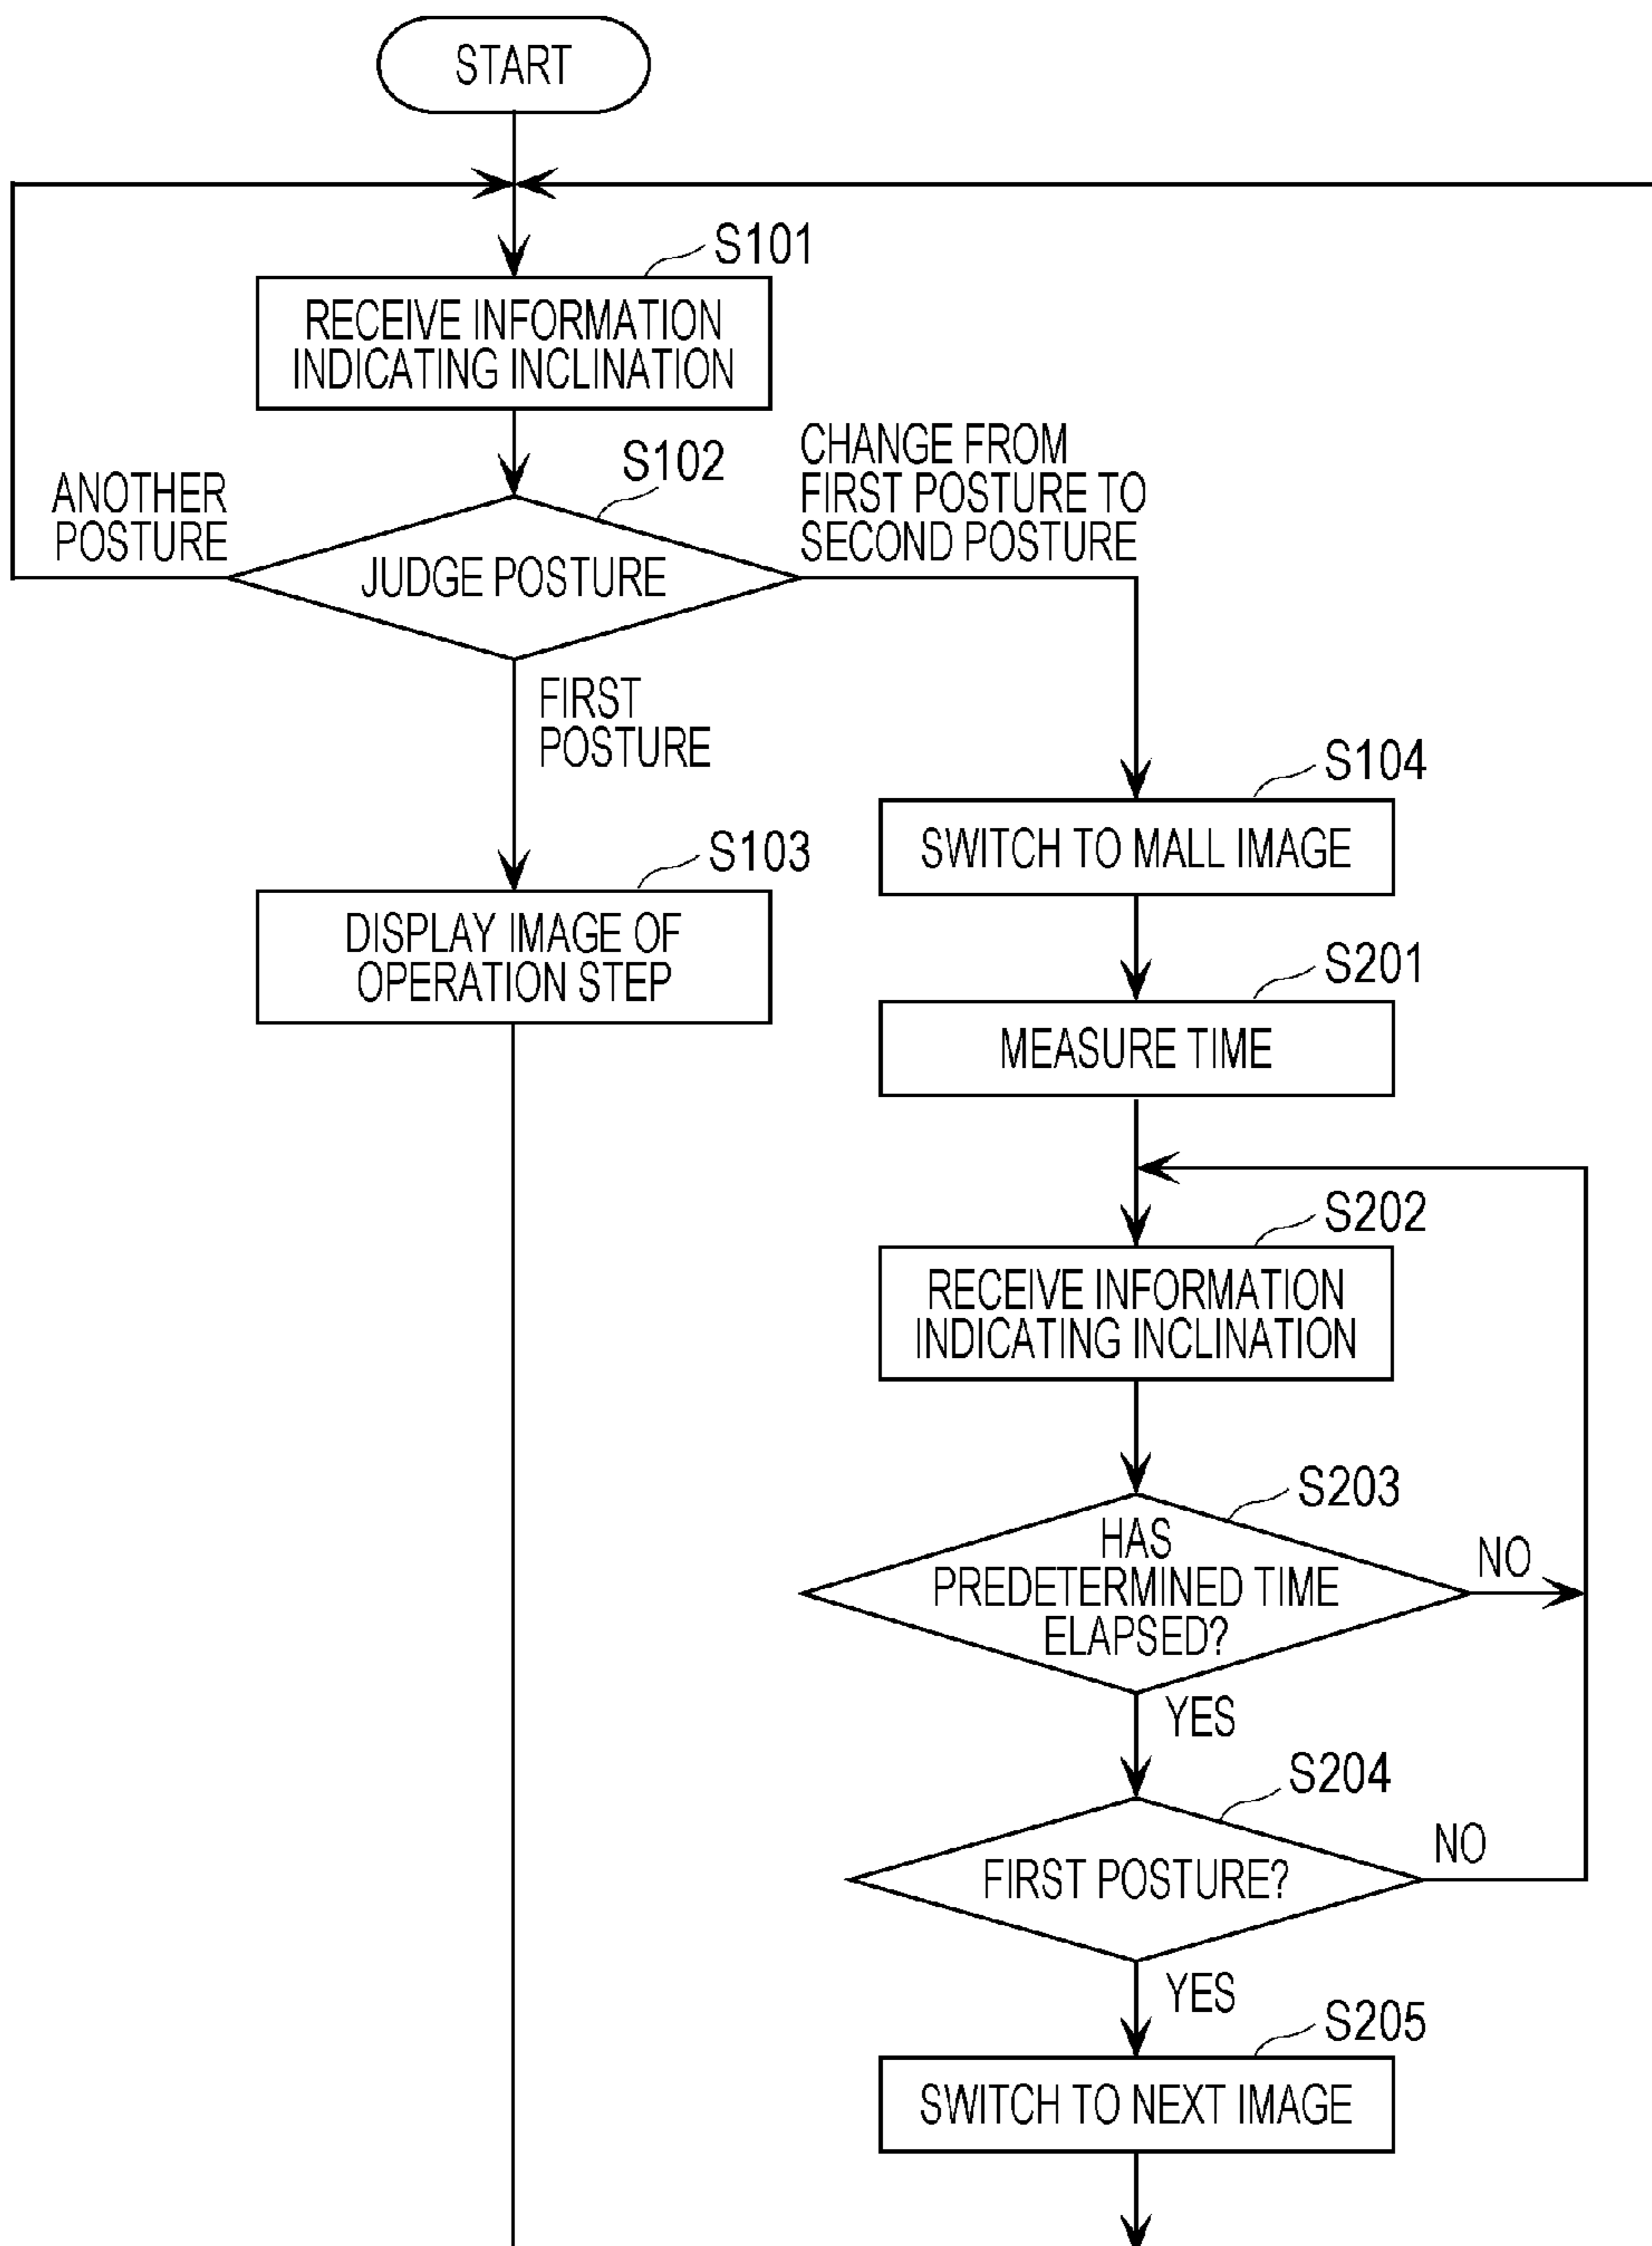 START
S101
RECEIVE INFORMATION
INDICATING INCLINATION
S102
ANOTHER
POSTURE
JUDGE POSTURE
CHANGE FROM
FIRST POSTURE TO
SECOND POSTURE
FIRST
POSTURE
S103
DISPLAY IMAGE OF
OPERATION STEP
S104
SWITCH TO MALL IMAGE
S201
MEASURE TIME
S202
RECEIVE INFORMATION
INDICATING INCLINATION
S203
HAS
PREDETERMINED TIME
ELAPSED?
NO
YES
S204
FIRST POSTURE?
NO
YES
S205
SWITCH TO NEXT IMAGE